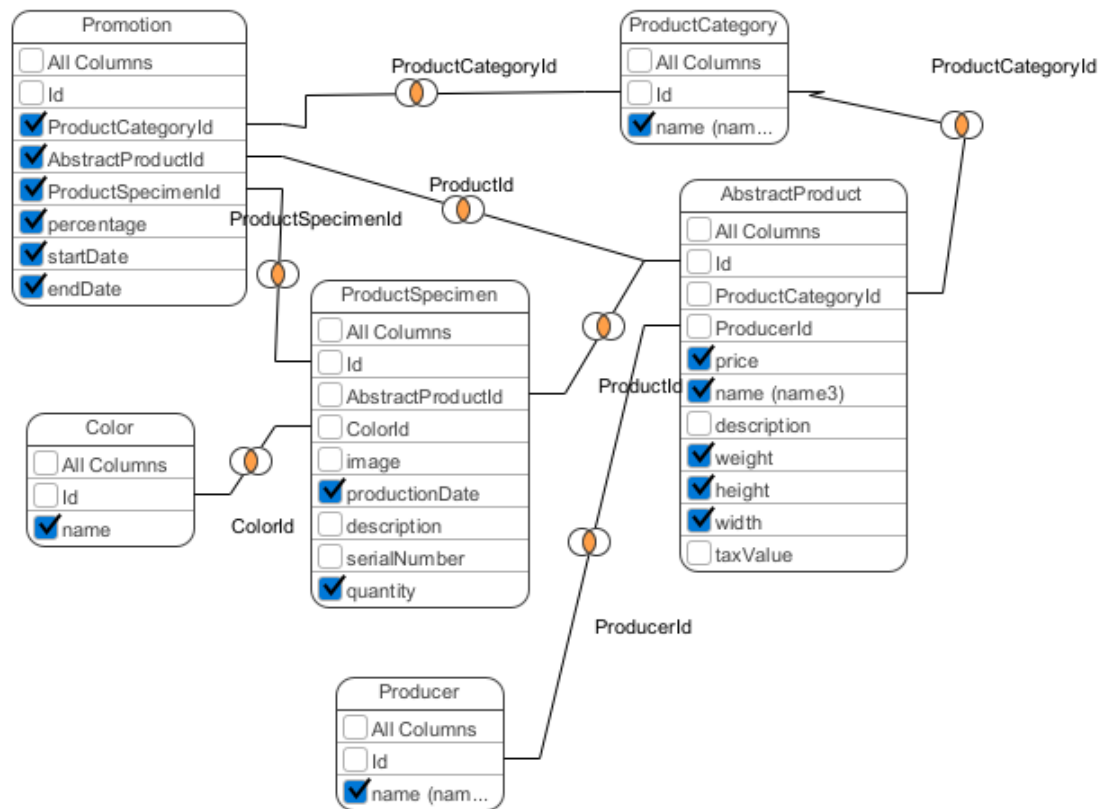 Promotion
All Columns
Id
ProductCategoryId
AbstractProductId
ProductSpecimenId
percentage
startDate
endDate
ProductCategoryId
ProductCategory
All Columns
Id
name (nam...
ProductCategoryId
ProductId
ProductSpecimenId
AbstractProduct
All Columns
Id
ProductCategoryId
ProducerId
price
name (name3)
description
weight
height
width
taxValue
ProductSpecimen
All Columns
Id
AbstractProductId
ColorId
image
productionDate
description
serialNumber
quantity
ProductId
Color
All Columns
Id
name
ColorId
ProducerId
Producer
All Columns
Id
name (nam...